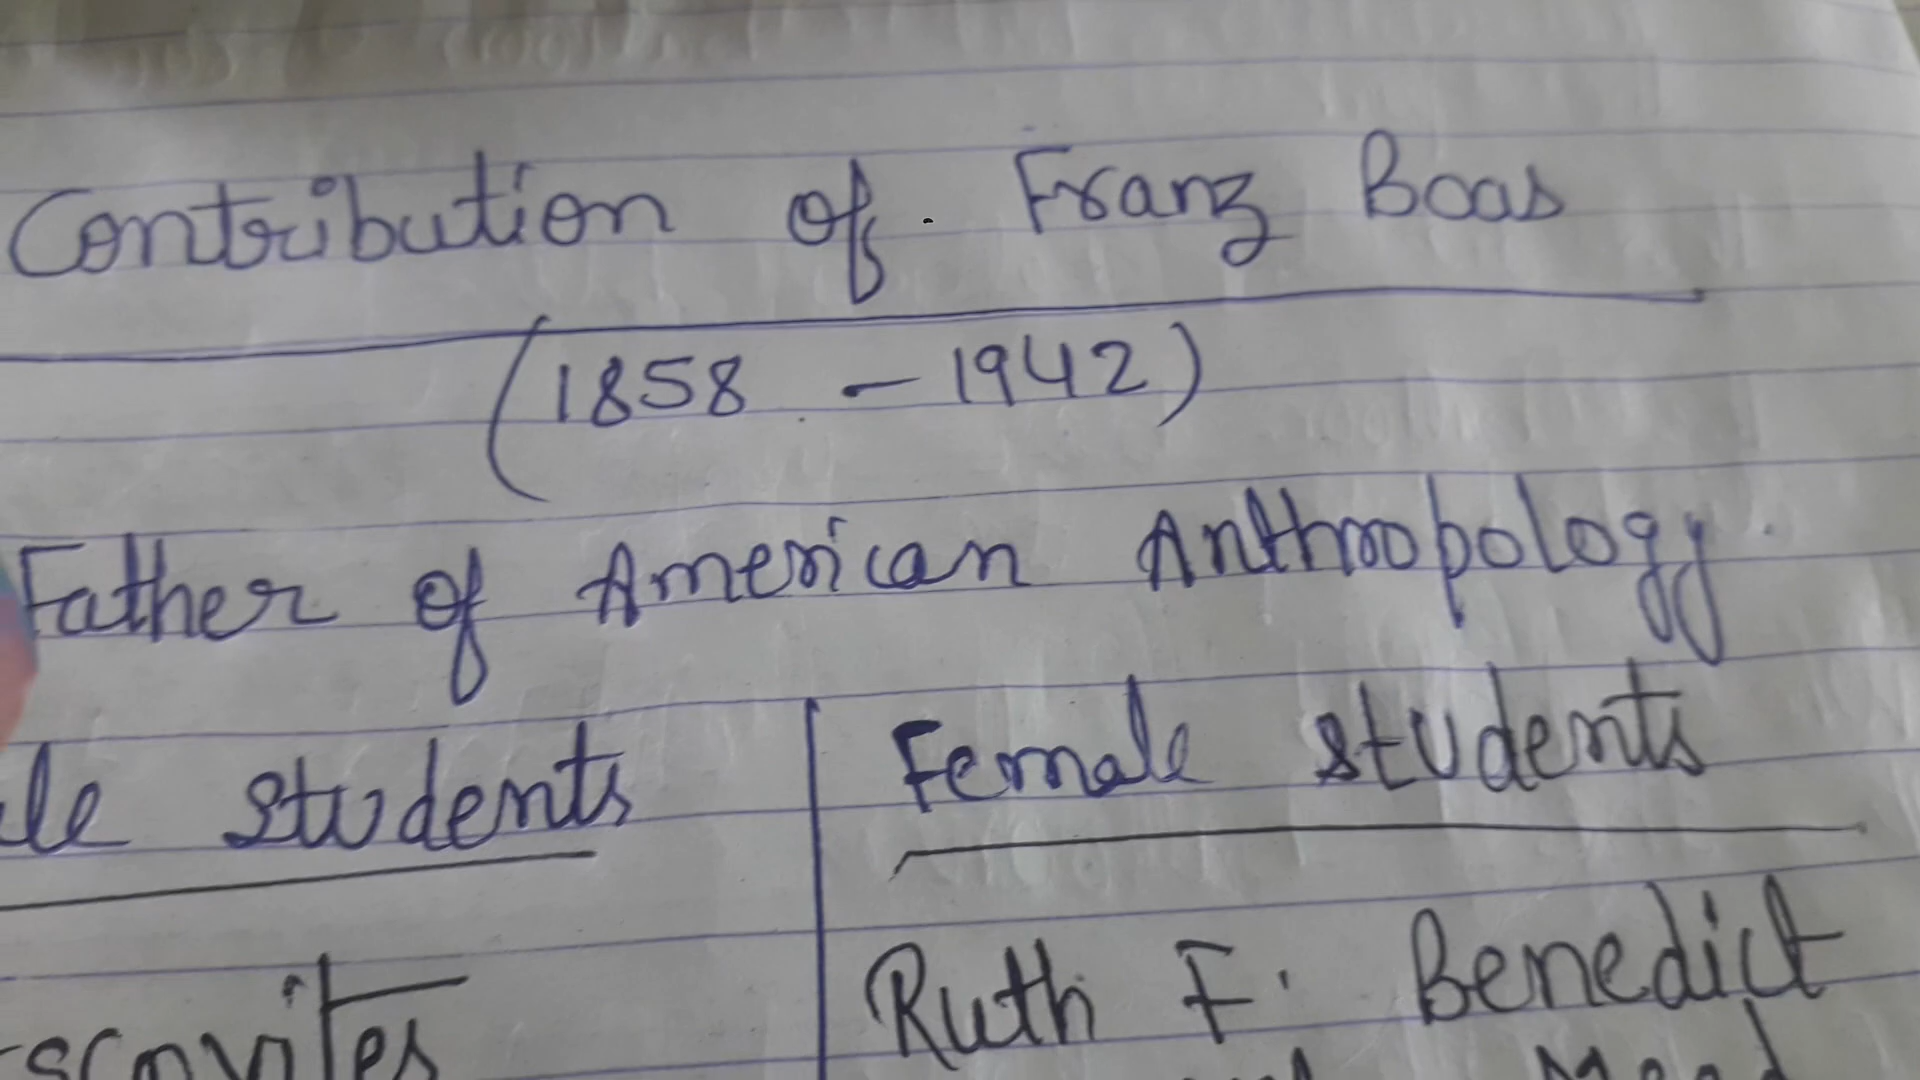 Contribution of Franz Boas
(1858 - 1942)
Father of American Anthropology.
Students
Female students
Ruth F. Benedict